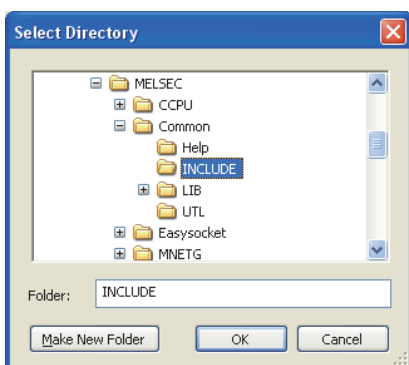 Select Directory
MELSEC
CCPU
Common
Help
INCLUDE
LIB
UTL
Easysocket
MNETG
Folder: INCLUDE
Make New Folder OK Cancel